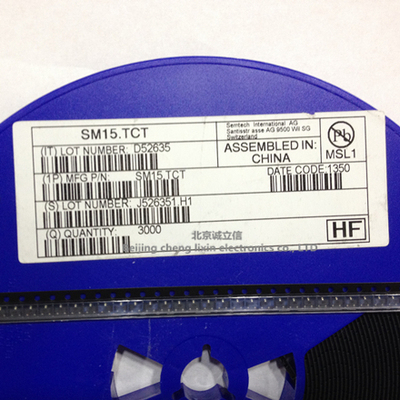 SM15.TCT
Semtech International AG
Santisstrasse AG 9500 Wil SG
Switzerland
(1T) LOT NUMBER: D52635
ASSEMBLED IN:
CHINA
Pb
MSL1
(1P) MFG P/N: SM15.TCT
DATE CODE:1350
(S) LOT NUMBER: J526351.H1
(Q) QUANTITY: 3000
HF
北京诚立信
Beijing cheng lixin electronics co., LTD